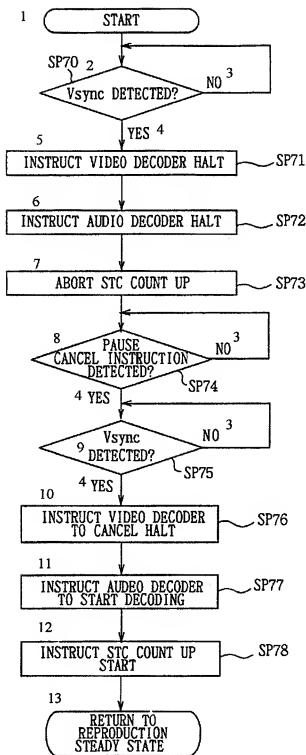 1 START
SP70 2
Vsync DETECTED?
NO 3
YES 4
5
INSTRUCT VIDEO DECODER HALT SP71
6
INSTRUCT AUDIO DECODER HALT SP72
7
ABORT STC COUNT UP SP73
8 PAUSE
CANCEL INSTRUCTION
DETECTED?
NO 3
SP74
4 YES
9 Vsync
DETECTED?
NO 3
SP75
4 YES
10
INSTRUCT VIDEO DECODER
TO CANCEL HALT
SP76
11
INSTRUCT AUDEO DECODER
TO START DECODING
SP77
12
INSTRUCT STC COUNT UP
START
SP78
13
RETURN TO
REPRODUCTION
STEADY STATE